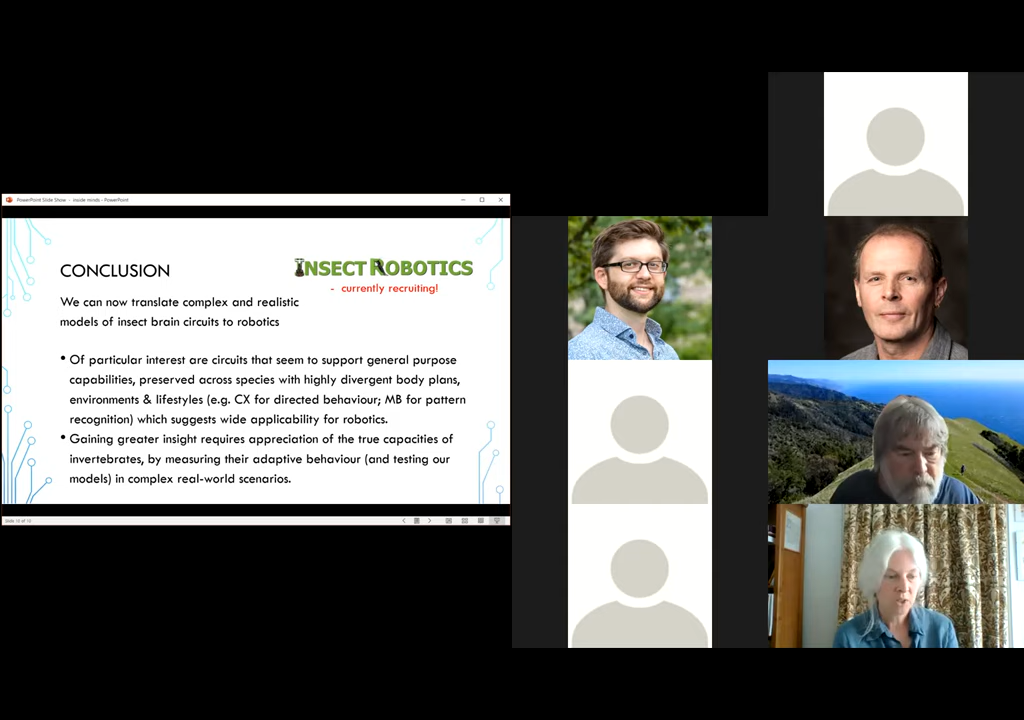 PowerPoint Slide Show - inside minds - PowerPoint
CONCLUSION
INSECT ROBOTICS
- currently recruiting!
We can now translate complex and realistic
models of insect brain circuits to robotics
• Of particular interest are circuits that seem to support general purpose
capabilities, preserved across species with highly divergent body plans,
environments & lifestyles (e.g. CX for directed behaviour; MB for pattern
recognition) which suggests wide applicability for robotics.
• Gaining greater insight requires appreciation of the true capacities of
invertebrates, by measuring their adaptive behaviour (and testing our
models) in complex real-world scenarios.